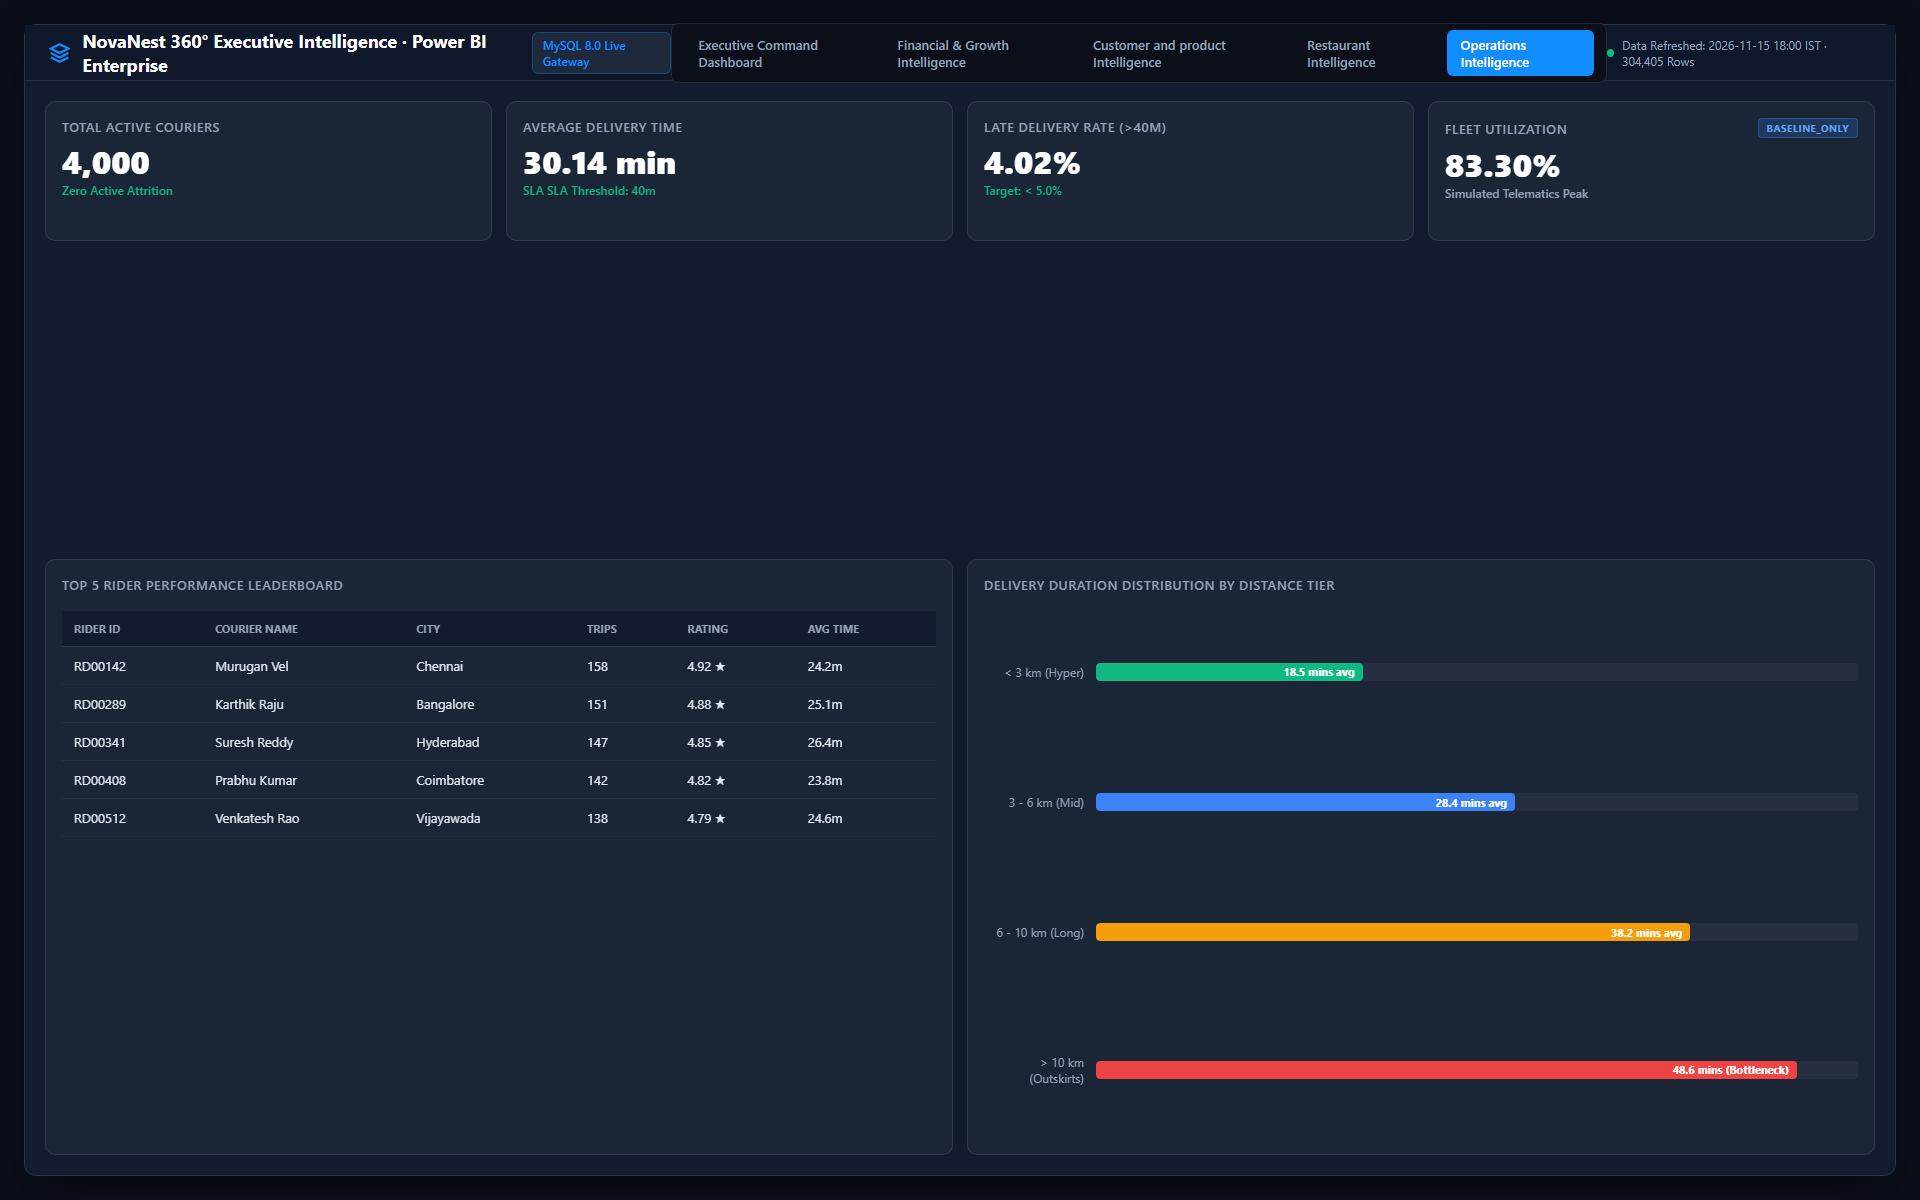 NovaNest 360° Executive Intelligence · Power BI
Enterprise
MySQL 8.0 Live
Gateway
Executive Command
Dashboard
Financial & Growth
Intelligence
Customer and product
Intelligence
Restaurant
Intelligence
Operations
Intelligence
Data Refreshed: 2026-11-15 18:00 IST ·
304,405 Rows
TOTAL ACTIVE COURIERS
4,000
Zero Active Attrition
AVERAGE DELIVERY TIME
30.14 min
SLA SLA Threshold: 40m
LATE DELIVERY RATE (>40M)
4.02%
Target: < 5.0%
FLEET UTILIZATION
BASELINE_ONLY
83.30%
Simulated Telematics Peak
TOP 5 RIDER PERFORMANCE LEADERBOARD
RIDER ID COURIER NAME CITY TRIPS RATING AVG TIME
RD00142 Murugan Vel Chennai 158 4.92 ★ 24.2m
RD00289 Karthik Raju Bangalore 151 4.88 ★ 25.1m
RD00341 Suresh Reddy Hyderabad 147 4.85 ★ 26.4m
RD00408 Prabhu Kumar Coimbatore 142 4.82 ★ 23.8m
RD00512 Venkatesh Rao Vijayawada 138 4.79 ★ 24.6m
DELIVERY DURATION DISTRIBUTION BY DISTANCE TIER
< 3 km (Hyper) 18.5 mins avg
3 - 6 km (Mid) 28.4 mins avg
6 - 10 km (Long) 38.2 mins avg
> 10 km
(Outskirts)
48.6 mins (Bottleneck)